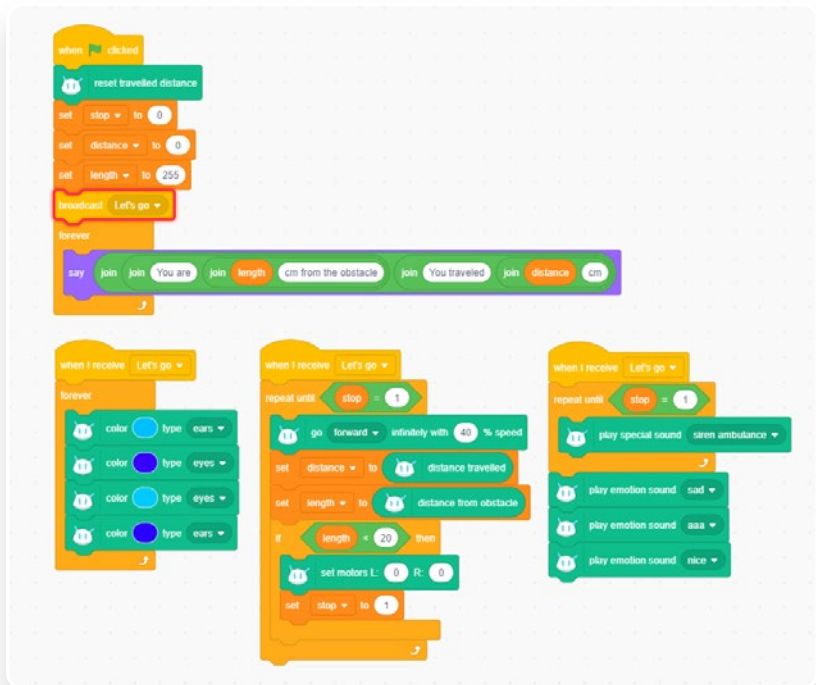 when clicked
reset travelled distance
set stop to 0
set distance to 0
set length to 255
broadcast Let's go
forever
say join join You are join length cm from the obstacle join You traveled join distance cm
when I receive Let's go
forever
color type ears
color type eyes
color type eyes
color type ears
when I receive Let's go
repeat until stop = 1
go forward infinitely with 40 % speed
set distance to distance travelled
set length to distance from obstacle
if length < 20 then
set motors L: 0 R: 0
set stop to 1
when I receive Let's go
repeat until stop = 1
play special sound siren ambulance
play emotion sound sad
play emotion sound aaa
play emotion sound nice